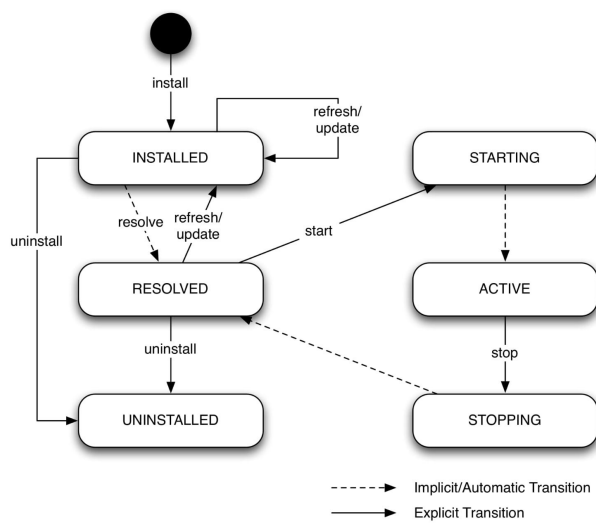 install
refresh/
update
INSTALLED
STARTING
resolve
refresh/
update
uninstall
start
RESOLVED
ACTIVE
uninstall
stop
UNINSTALLED
STOPPING
Implicit/Automatic Transition
Explicit Transition